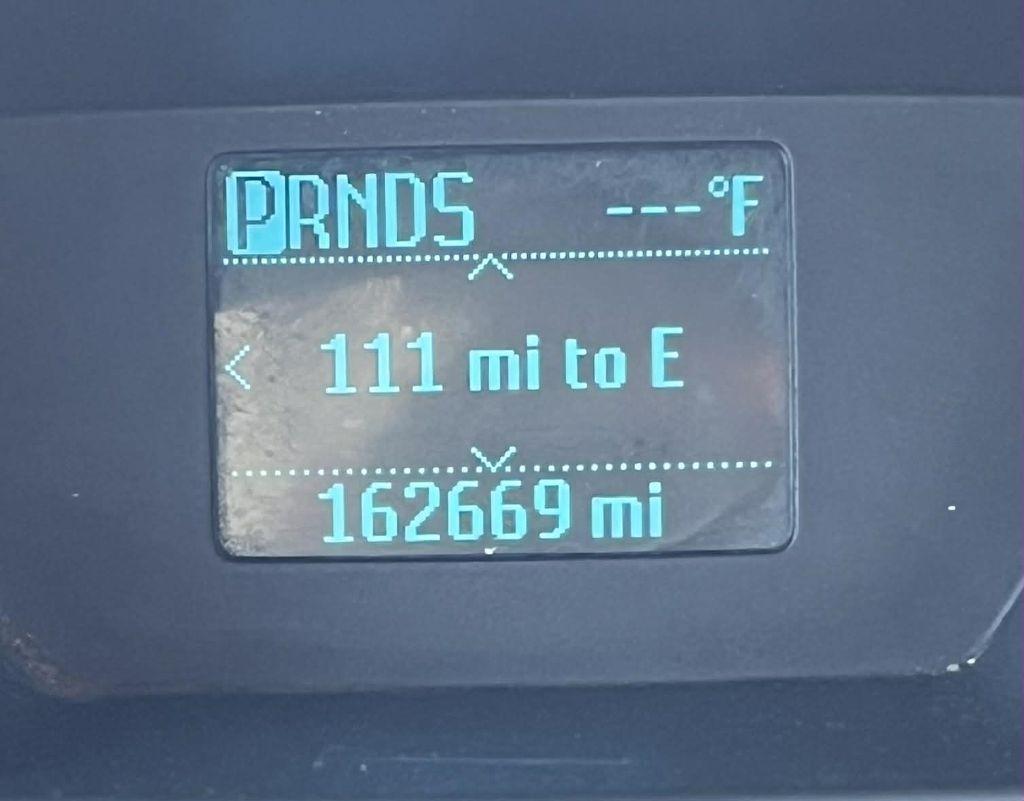 PRNDS ---°F
111 mi to E
162669 mi